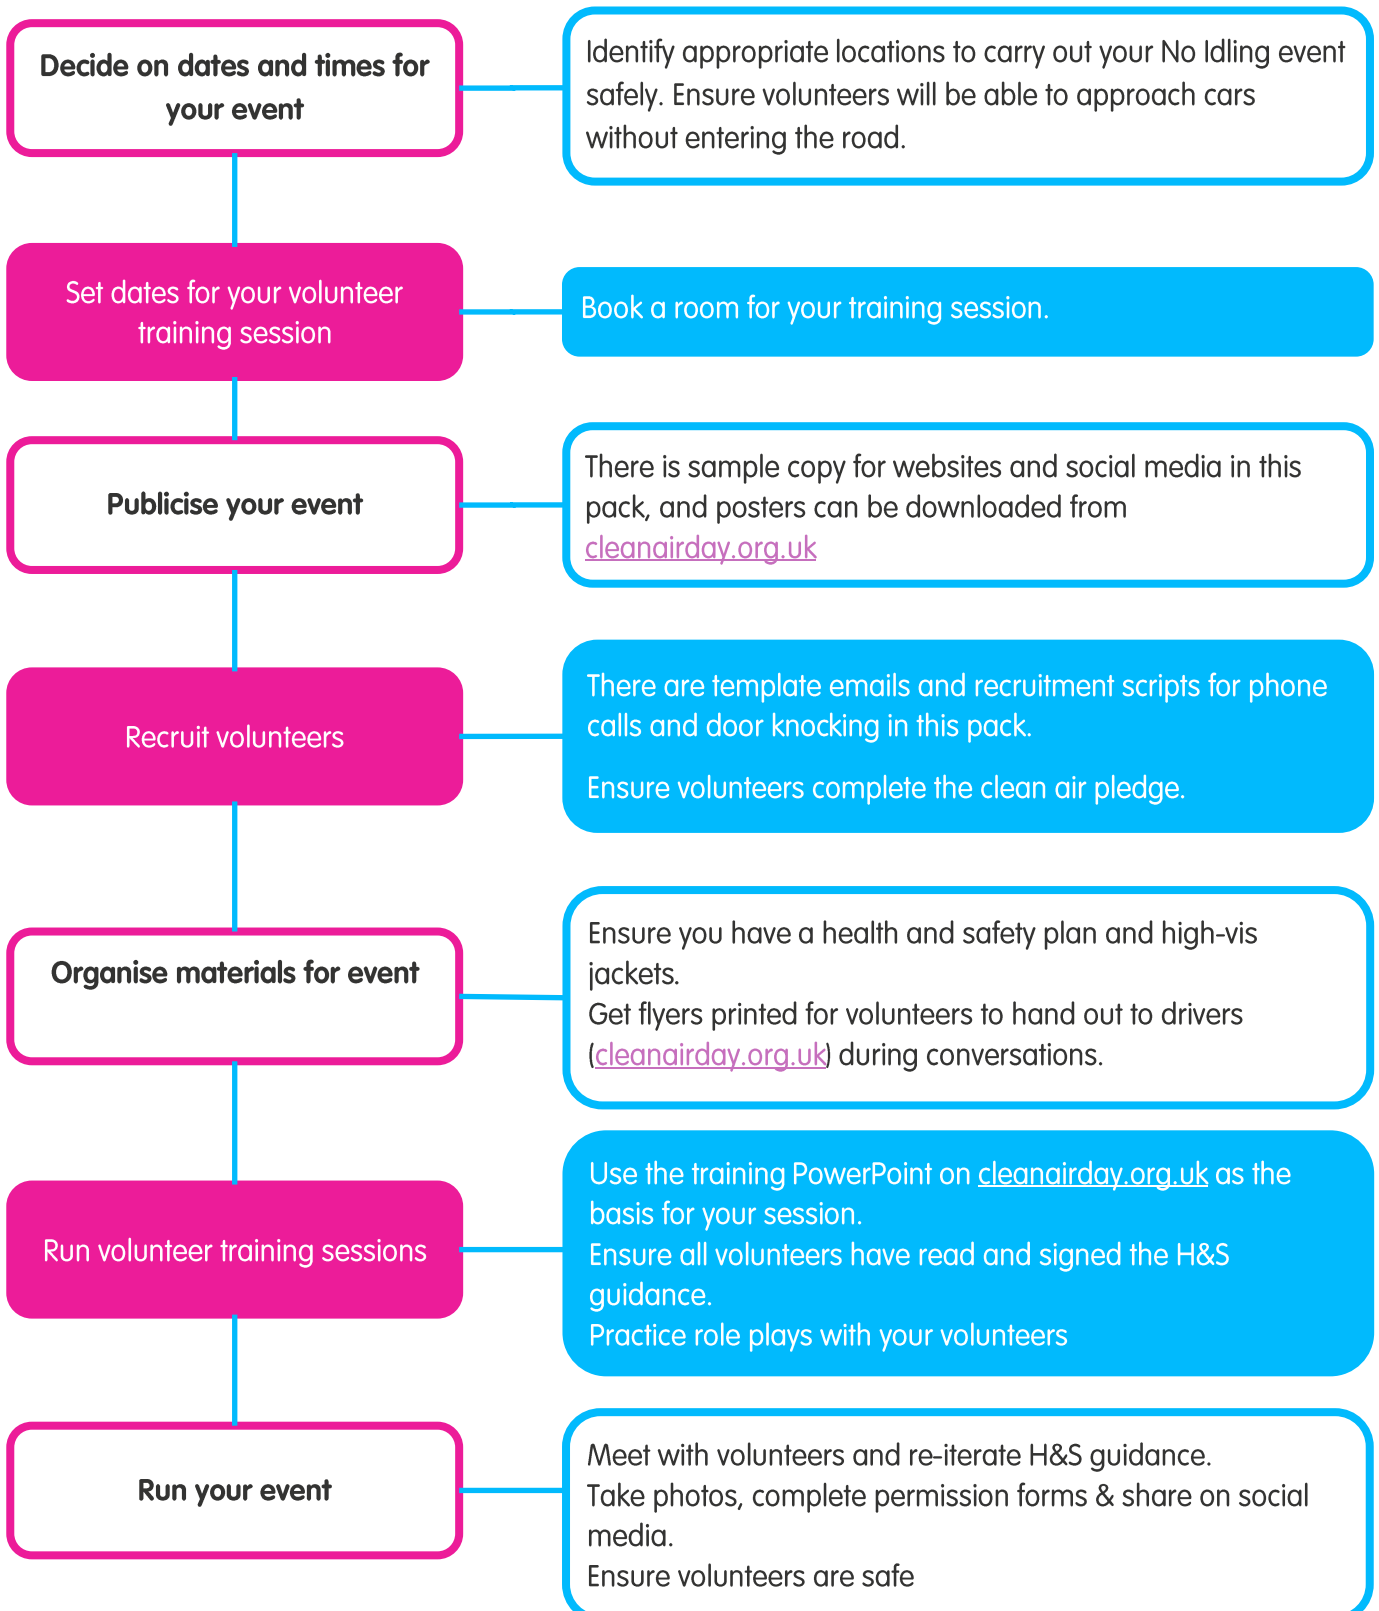 Decide on dates and times for
your event
Identify appropriate locations to carry out your No Idling event
safely. Ensure volunteers will be able to approach cars
without entering the road.
Set dates for your volunteer
training session
Book a room for your training session.
Publicise your event
There is sample copy for websites and social media in this
pack, and posters can be downloaded from
cleanairday.org.uk
Recruit volunteers
There are template emails and recruitment scripts for phone
calls and door knocking in this pack.
Ensure volunteers complete the clean air pledge.
Organise materials for event
Ensure you have a health and safety plan and high-vis
jackets.
Get flyers printed for volunteers to hand out to drivers
(cleanairday.org.uk) during conversations.
Run volunteer training sessions
Use the training PowerPoint on cleanairday.org.uk as the
basis for your session.
Ensure all volunteers have read and signed the H&S
guidance.
Practice role plays with your volunteers
Run your event
Meet with volunteers and re-iterate H&S guidance.
Take photos, complete permission forms & share on social
media.
Ensure volunteers are safe